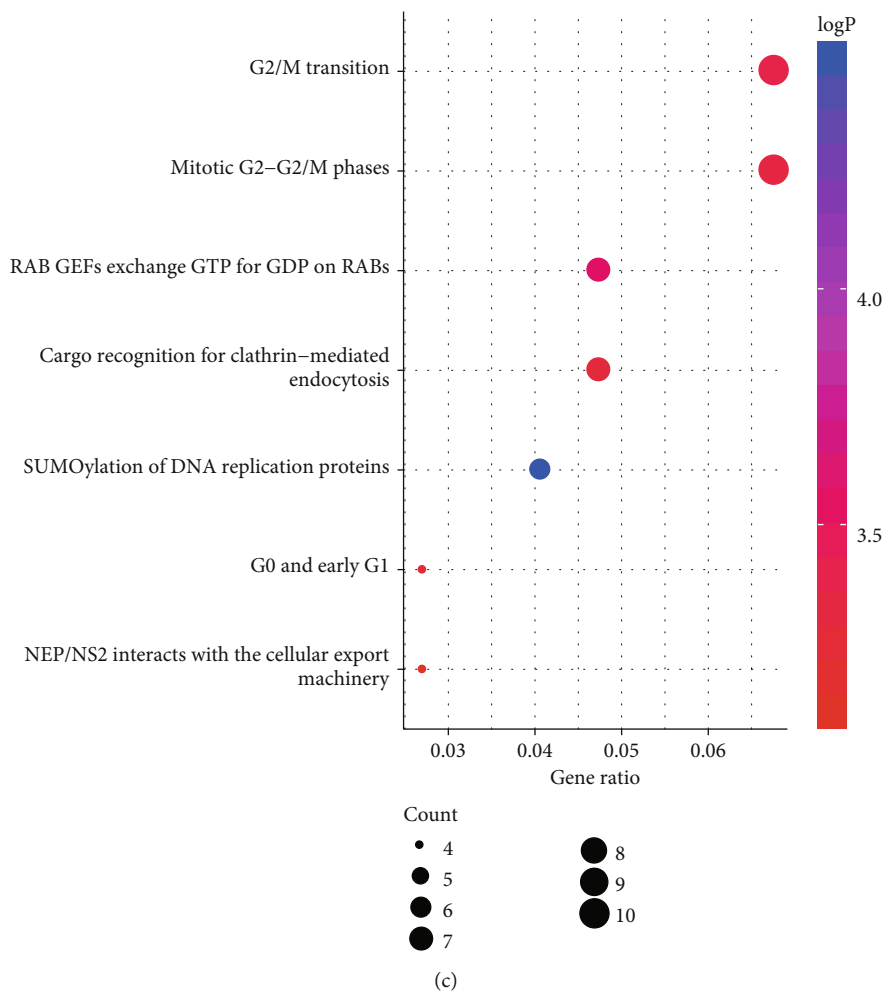 logP
G2/M transition
Mitotic G2−G2/M phases
RAB GEFs exchange GTP for GDP on RABs
4.0
Cargo recognition for clathrin−mediated
endocytosis
SUMOylation of DNA replication proteins
3.5
G0 and early G1
NEP/NS2 interacts with the cellular export
machinery
0.03 0.04 0.05 0.06
Gene ratio
Count
4
5
6
7
8
9
10
(c)